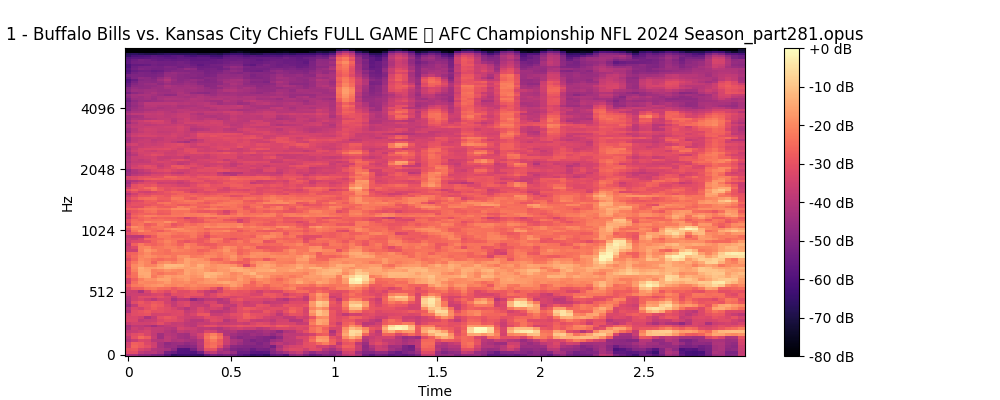 1 - Buffalo Bills vs. Kansas City Chiefs FULL GAME ▯ AFC Championship NFL 2024 Season_part281.opus
+0 dB
-10 dB
-20 dB
-30 dB
-40 dB
-50 dB
-60 dB
-70 dB
-80 dB
4096
2048
1024
512
0
Hz
0
0.5
1
1.5
2
2.5
Time